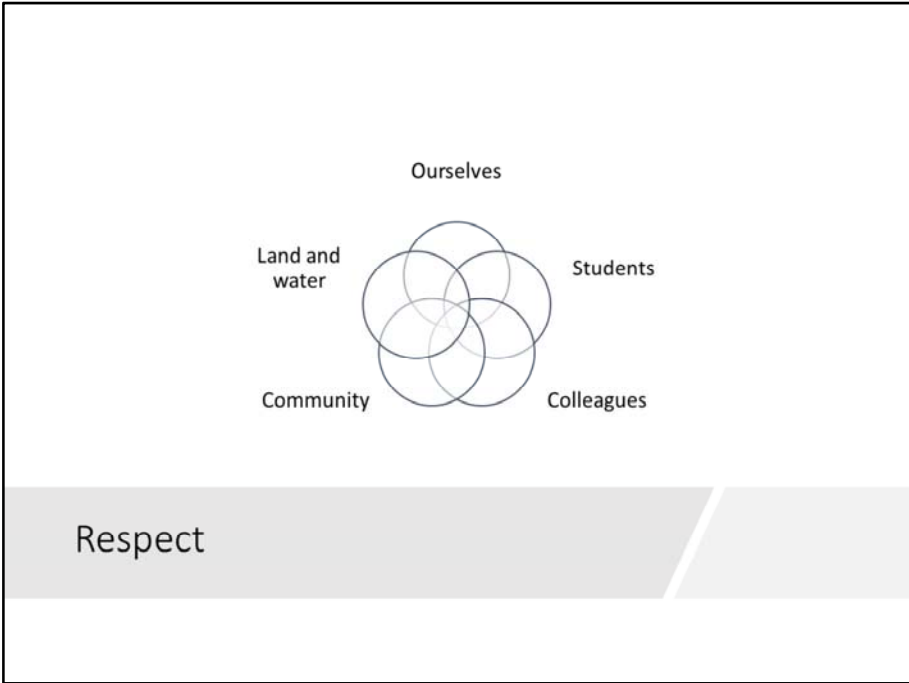 Ourselves
Land and
water
Students
Community
Colleagues
Respect